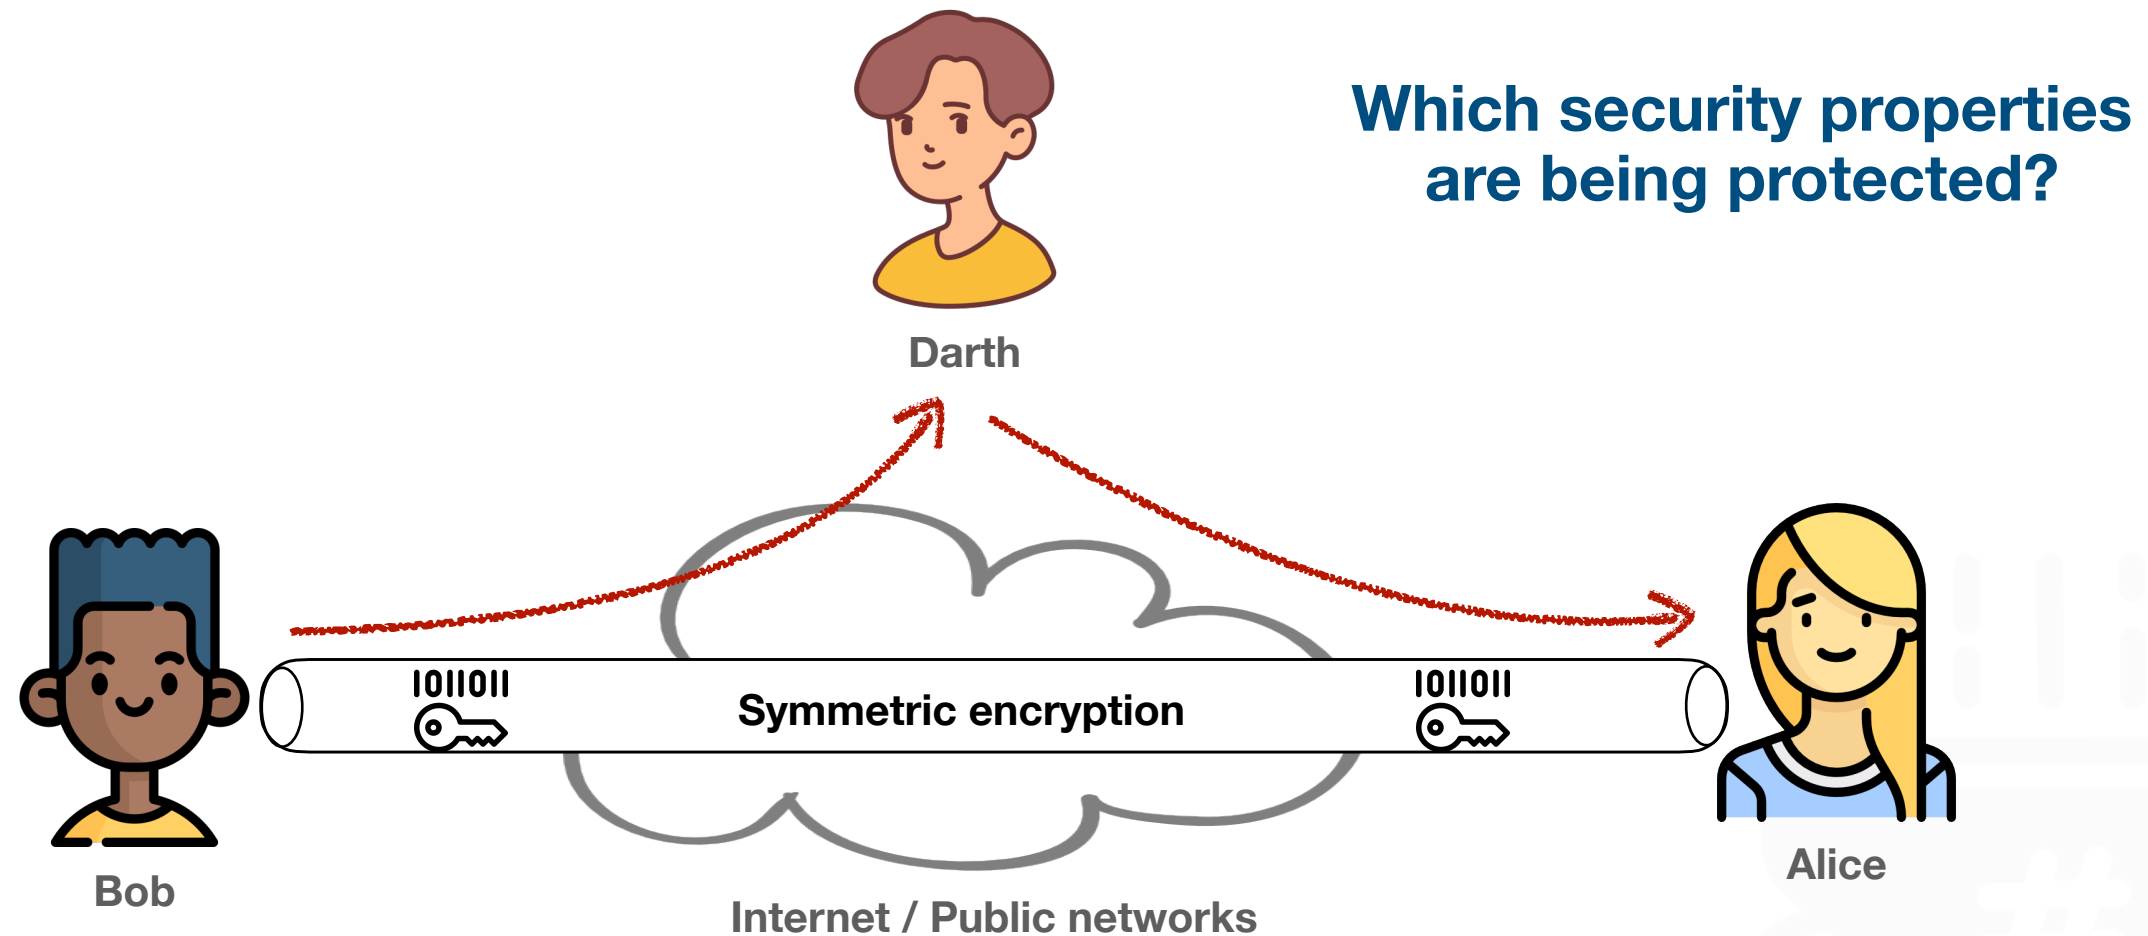 Which security properties
are being protected?
Darth
1011011
Symmetric encryption
1011011
Bob
Alice
Internet / Public networks
#